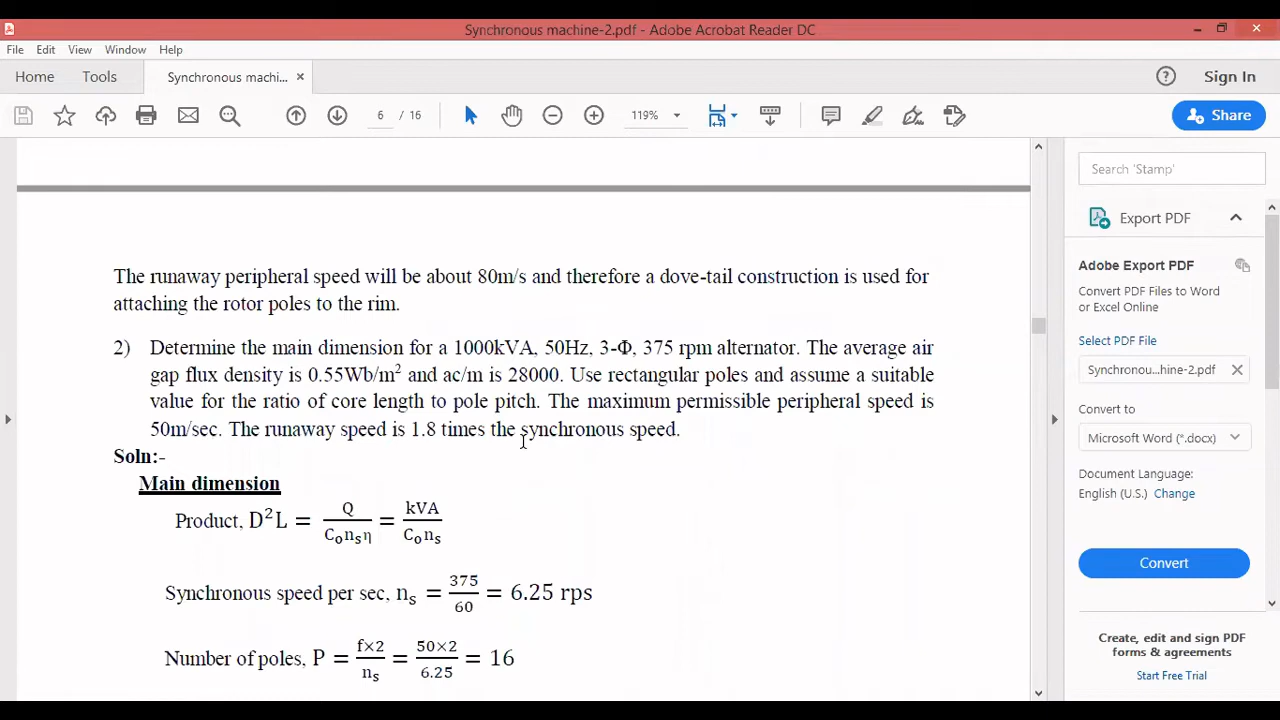 Synchronous machine-2.pdf - Adobe Acrobat Reader DC
File Edit View Window Help
Home Tools Synchronous machi... × Sign In
6 / 16 119% Share
Search 'Stamp'
Export PDF
Adobe Export PDF
Convert PDF Files to Word
or Excel Online
Select PDF File
Synchronou...hine-2.pdf
Convert to
Microsoft Word (*.docx)
Document Language:
English (U.S.) Change
Convert
Create, edit and sign PDF
forms & agreements
Start Free Trial
The runaway peripheral speed will be about 80m/s and therefore a dove-tail construction is used for
attaching the rotor poles to the rim.
2) Determine the main dimension for a 1000kVA, 50Hz, 3-Φ, 375 rpm alternator. The average air
gap flux density is 0.55Wb/m² and ac/m is 28000. Use rectangular poles and assume a suitable
value for the ratio of core length to pole pitch. The maximum permissible peripheral speed is
50m/sec. The runaway speed is 1.8 times the synchronous speed.
Soln:-
Main dimension
Product, D²L = Q/(Cₒnₛη) = kVA/(Cₒnₛ)
Synchronous speed per sec, nₛ = 375/60 = 6.25 rps
Number of poles, P = f×2/nₛ = 50×2/6.25 = 16